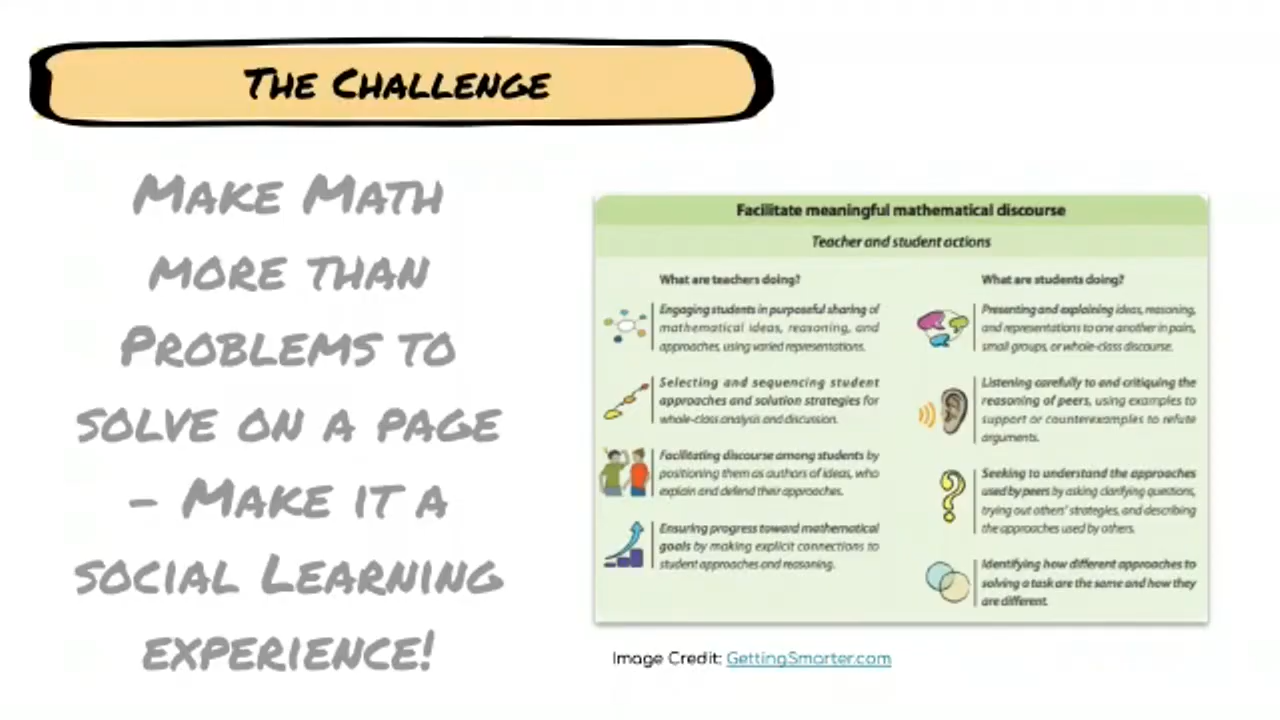 The Challenge
Make Math
more than
Problems to
solve on a page
- Make it a
social Learning
experience!
Facilitate meaningful mathematical discourse
Teacher and student actions
What are teachers doing?
Engaging students in purposeful sharing of
mathematical ideas, reasoning, and
approaches, using varied representations.
Selecting and sequencing student
approaches and solution strategies for
whole-class analysis and discussion.
Facilitating discourse among students by
positioning them as authors of ideas, who
explain and defend their approaches.
Ensuring progress toward mathematical
goals by making explicit connections to
student approaches and reasoning.
What are students doing?
Presenting and explaining ideas, reasoning,
and representations to one another in pairs,
small groups, or whole-class discourse.
Listening carefully to and critiquing the
reasoning of peers, using examples to
support or counterexamples to refute
arguments.
Seeking to understand the approaches
used by peers by asking clarifying questions,
trying out others' strategies, and describing
the approaches used by others.
Identifying how different approaches to
solving a task are the same and how they
are different.
Image Credit: GettingSmarter.com